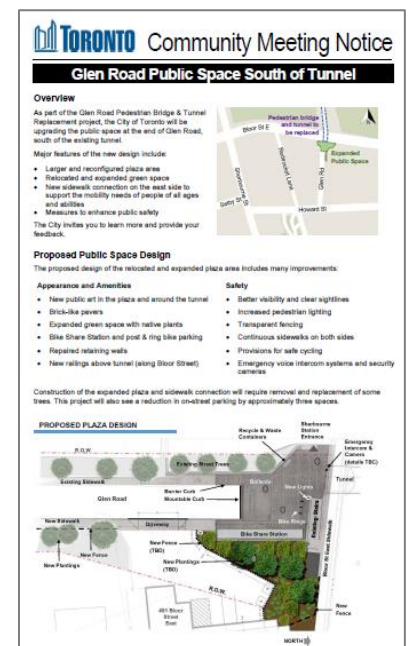 TORONTO Community Meeting Notice
Glen Road Public Space South of Tunnel
Overview
As part of the Glen Road Pedestrian Bridge & Tunnel
Replacement project, the City of Toronto will be
upgrading the public space at the end of Glen Road,
south of the existing tunnel.
Major features of the new design include:
• Larger and reconfigured plaza area
• Relocated and expanded green space
• New sidewalk connection on the east side to
support the mobility needs of people of all ages
and abilities
• Measures to enhance public safety
The City invites you to learn more and provide your
feedback.
Pedestrian bridge
and tunnel to
be replaced
Bloor St E
Expanded
Public Space
Sherbourne St
Redrocket Lane
Glen Rd
Selby St
Howard St
Proposed Public Space Design
The proposed design of the relocated and expanded plaza area includes many improvements:
Appearance and Amenities
• New public art in the plaza and around the tunnel
• Brick-like pavers
• Expanded green space with native plants
• Bike Share Station and post & ring bike parking
• Repaired retaining walls
• New railings above tunnel (along Bloor Street)
Safety
• Better visibility and clear sightlines
• Increased pedestrian lighting
• Transparent fencing
• Continuous sidewalks on both sides
• Provisions for safe cycling
• Emergency voice intercom systems and security
cameras
Construction of the expanded plaza and sidewalk connection will require removal and replacement of some
trees. This project will also see a reduction in on-street parking by approximately three spaces.
PROPOSED PLAZA DESIGN
Recycle & Waste
Containers
Sherbourne
Station
Entrance
Emergency
Intercom &
Camera
(details TBC)
R.O.W.
Existing Street Trees
Existing Sidewalk
Barrier Curb
Mountable Curb
Bollards
New Lights
Tunnel
Glen Road
Bike Rings
Existing Stairs
New Sidewalk
Driveway
Bike Share Station
Bloor St East Sidewalk
New Fence
(TBD)
New Fence
New Plantings
New Plantings
(TBD)
R.O.W.
401 Bloor
Street
East
New
Fence
NORTH